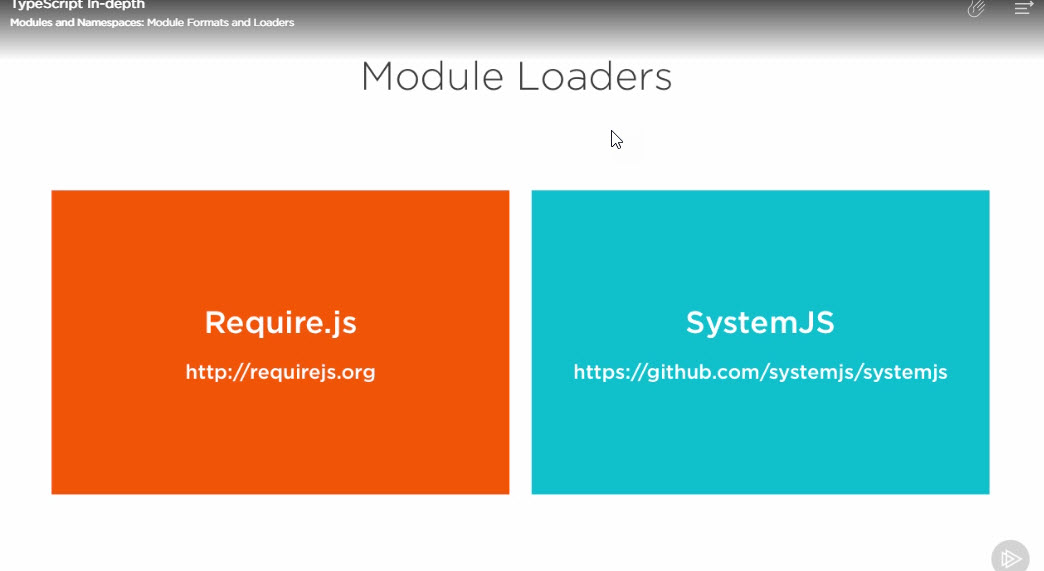 TypeScript In-depth
Modules and Namespaces: Module Formats and Loaders
Module Loaders
Require.js
http://requirejs.org
SystemJS
https://github.com/systemjs/systemjs